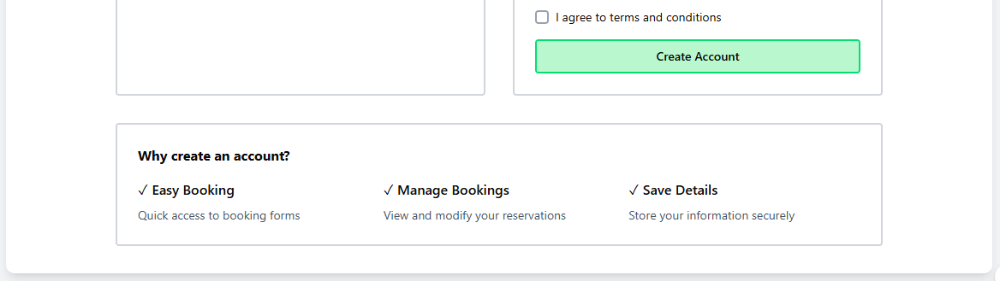 I agree to terms and conditions
Create Account
Why create an account?
✓ Easy Booking
Quick access to booking forms
✓ Manage Bookings
View and modify your reservations
✓ Save Details
Store your information securely